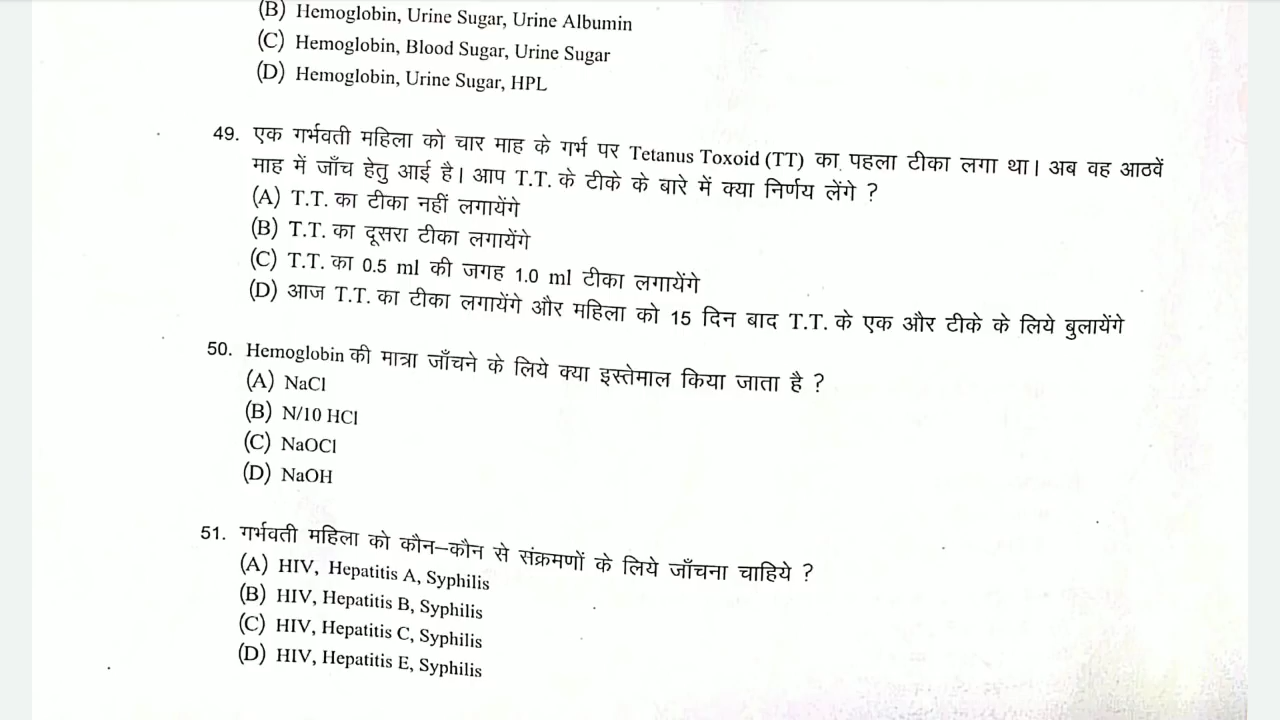 (B) Hemoglobin, Urine Sugar, Urine Albumin
(C) Hemoglobin, Blood Sugar, Urine Sugar
(D) Hemoglobin, Urine Sugar, HPL
49. एक गर्भवती महिला को चार माह के गर्भ पर Tetanus Toxoid (TT) का पहला टीका लगा था। अब वह आठवें
माह में जाँच हेतु आई है। आप T.T. के टीके के बारे में क्या निर्णय लेंगे ?
(A) T.T. का टीका नहीं लगायेंगे
(B) T.T. का दूसरा टीका लगायेंगे
(C) T.T. का 0.5 ml की जगह 1.0 ml टीका लगायेंगे
(D) आज T.T. का टीका लगायेंगे और महिला को 15 दिन बाद T.T. के एक और टीके के लिये बुलायेंगे
50. Hemoglobin की मात्रा जाँचने के लिये क्या इस्तेमाल किया जाता है ?
(A) NaCl
(B) N/10 HCl
(C) NaOCl
(D) NaOH
51. गर्भवती महिला को कौन–कौन से संक्रमणों के लिये जाँचना चाहिये ?
(A) HIV, Hepatitis A, Syphilis
(B) HIV, Hepatitis B, Syphilis
(C) HIV, Hepatitis C, Syphilis
(D) HIV, Hepatitis E, Syphilis